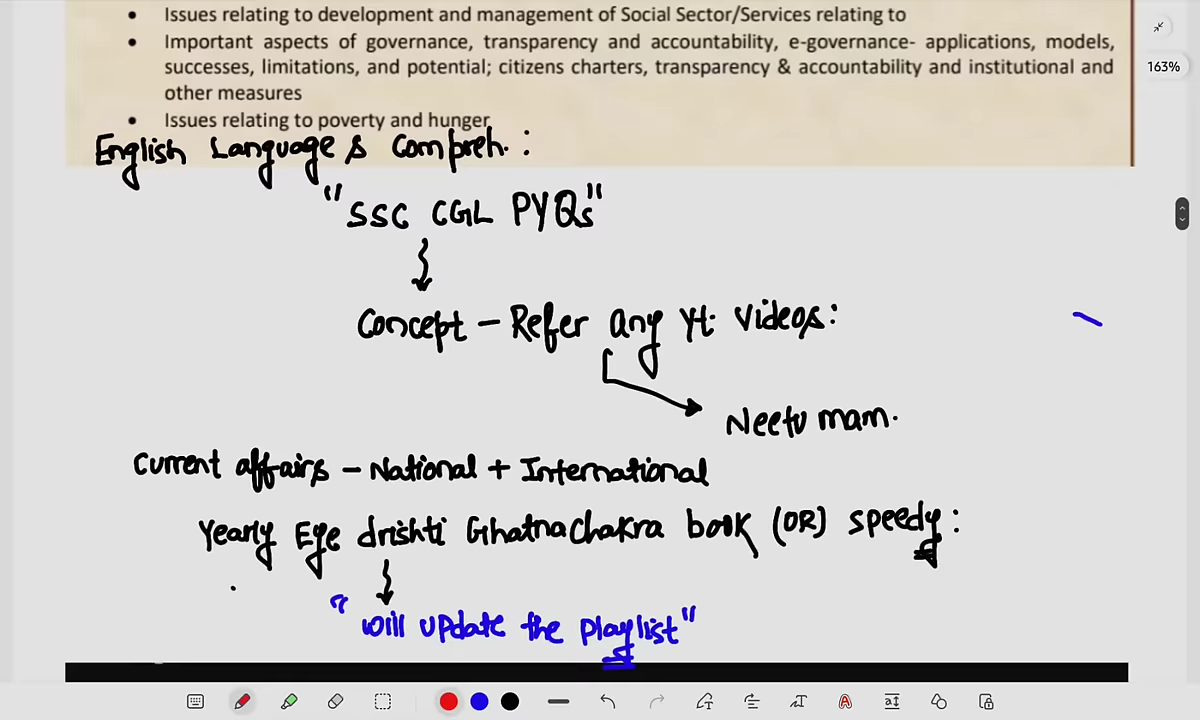 • Issues relating to development and management of Social Sector/Services relating to
• Important aspects of governance, transparency and accountability, e-governance- applications, models,
successes, limitations, and potential; citizens charters, transparency & accountability and institutional and
other measures
• Issues relating to poverty and hunger.
163%
English Language & Compreh. :
"SSC CGL PYQs"
Concept – Refer any yt. videos:
Neetu mam.
Current affairs – National + International
Yearly Eye drishti Ghatna Chakra book (OR) speedy :
"will update the playlist"